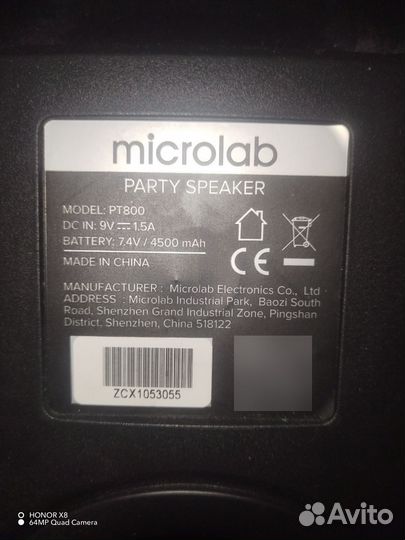 microlab
PARTY SPEAKER
MODEL: PT800
DC IN: 9V ⎓ 1.5A
BATTERY: 7.4V / 4500 mAh
MADE IN CHINA
CE
MANUFACTURER : Microlab Electronics Co., Ltd
ADDRESS : Microlab Industrial Park, Baozi South
Road, Shenzhen Grand Industrial Zone, Pingshan
District, Shenzhen, China 518122
ZCX1053055
HONOR X8
64MP Quad Camera
Avito